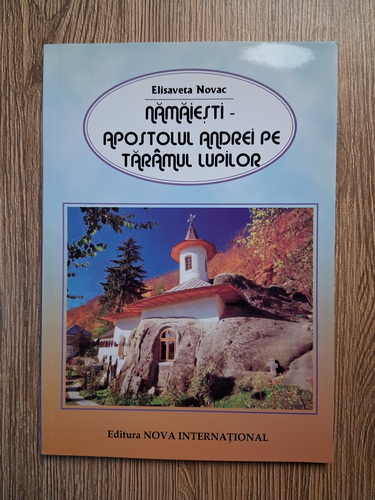 Elisaveta Novac
NĂMĂIEȘTI -
APOSTOLUL ANDREI PE
TĂRÂMUL LUPILOR
Editura NOVA INTERNAȚIONAL